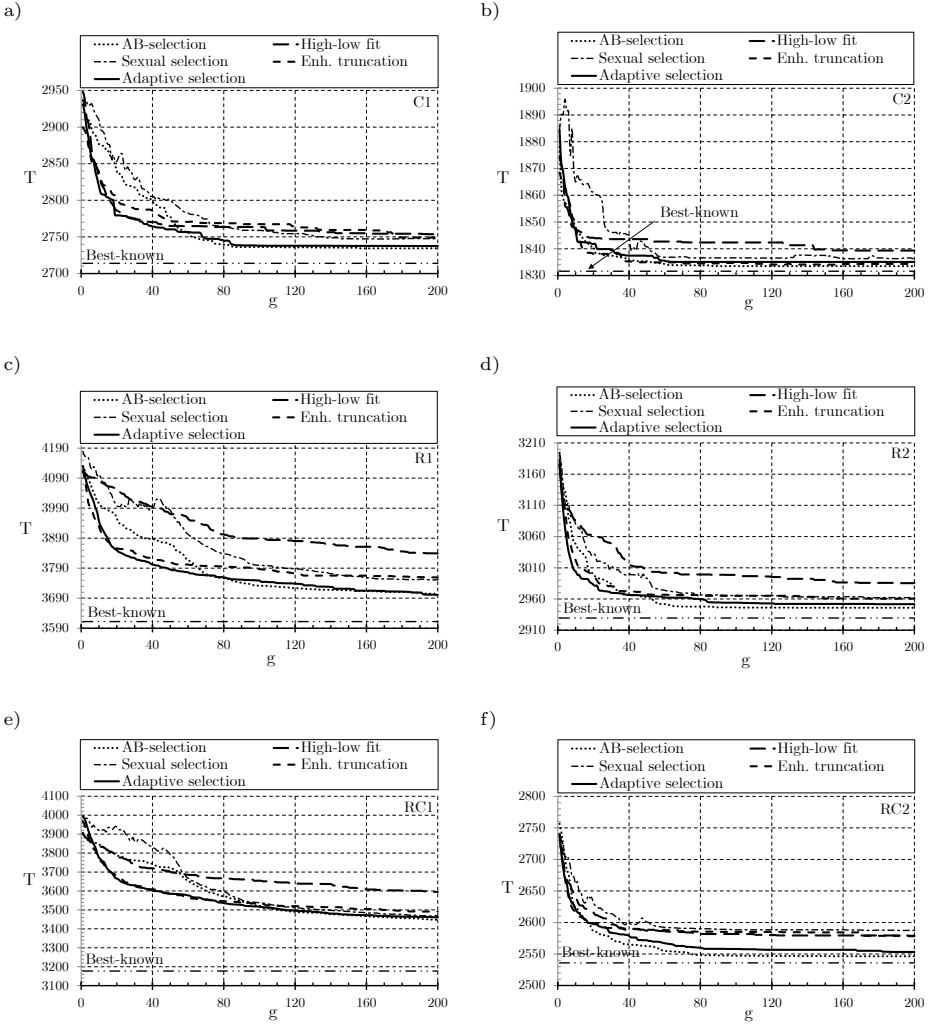 a)
AB-selection High-low fit
Sexual selection Enh. truncation
Adaptive selection
C1
2950
2900
2850
2800
2750
2700
T
Best-known
0 40 80 120 160 200
g
b)
AB-selection High-low fit
Sexual selection Enh. truncation
Adaptive selection
C2
1900
1890
1880
1870
1860
1850
1840
1830
T
Best-known
0 40 80 120 160 200
g
c)
AB-selection High-low fit
Sexual selection Enh. truncation
Adaptive selection
R1
4190
4090
3990
3890
3790
3690
3590
T
Best-known
0 40 80 120 160 200
g
d)
AB-selection High-low fit
Sexual selection Enh. truncation
Adaptive selection
R2
3210
3160
3110
3060
3010
2960
2910
T
Best-known
0 40 80 120 160 200
g
e)
AB-selection High-low fit
Sexual selection Enh. truncation
Adaptive selection
RC1
4100
4000
3900
3800
3700
3600
3500
3400
3300
3200
3100
T
Best-known
0 40 80 120 160 200
g
f)
AB-selection High-low fit
Sexual selection Enh. truncation
Adaptive selection
RC2
2800
2750
2700
2650
2600
2550
2500
T
Best-known
0 40 80 120 160 200
g